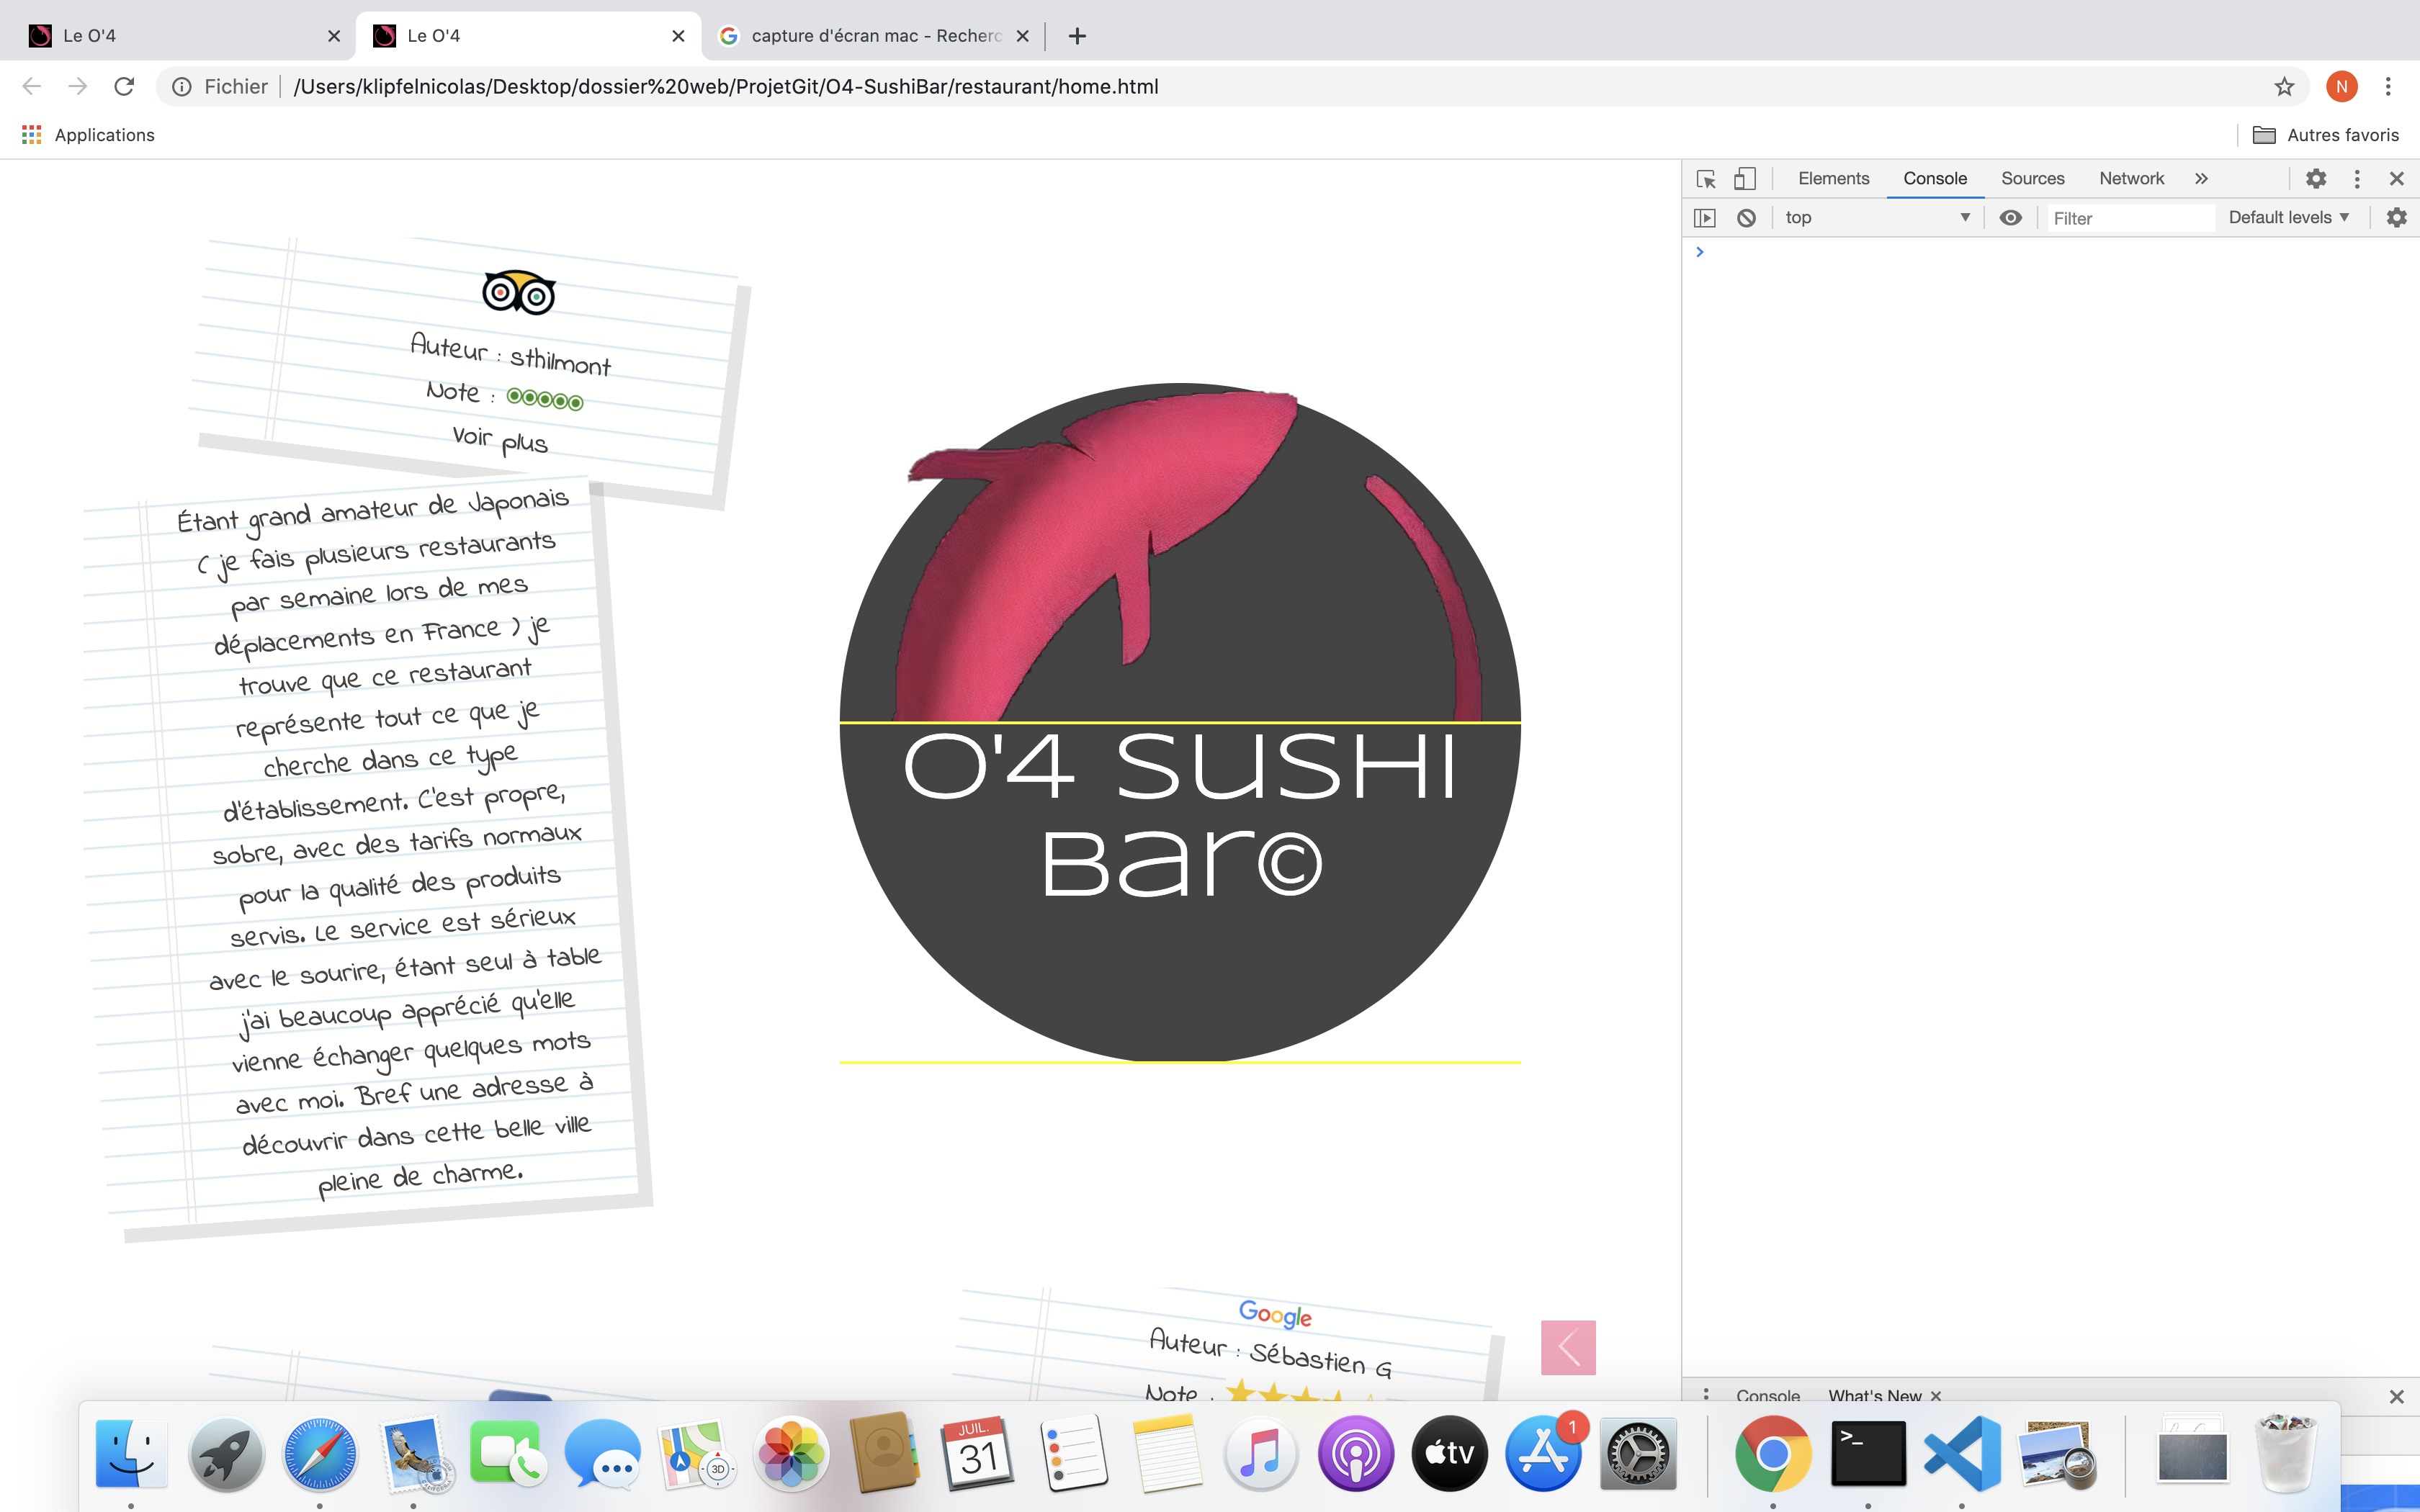 Le O'4
Le O'4
capture d'écran mac - Recherc
Fichier
/Users/klipfelnicolas/Desktop/dossier%20web/ProjetGit/O4-SushiBar/restaurant/home.html
N
Applications
Autres favoris
Elements
Console
Sources
Network
top
Filter
Default levels
Auteur : sthilmont
Note :
Voir plus
Étant grand amateur de Japonais
( je fais plusieurs restaurants
par semaine lors de mes
déplacements en France ) je
trouve que ce restaurant
représente tout ce que je
cherche dans ce type
d'établissement. C'est propre,
sobre, avec des tarifs normaux
pour la qualité des produits
servis. Le service est sérieux
avec le sourire, étant seul à table
j'ai beaucoup apprécié qu'elle
vienne échanger quelques mots
avec moi. Bref une adresse à
découvrir dans cette belle ville
pleine de charme.
O'4 SUSHI
Bar©
Google
Auteur : Sébastien G
Note :
Console
What's New
JUIL.
31
3D
tv
1
>_